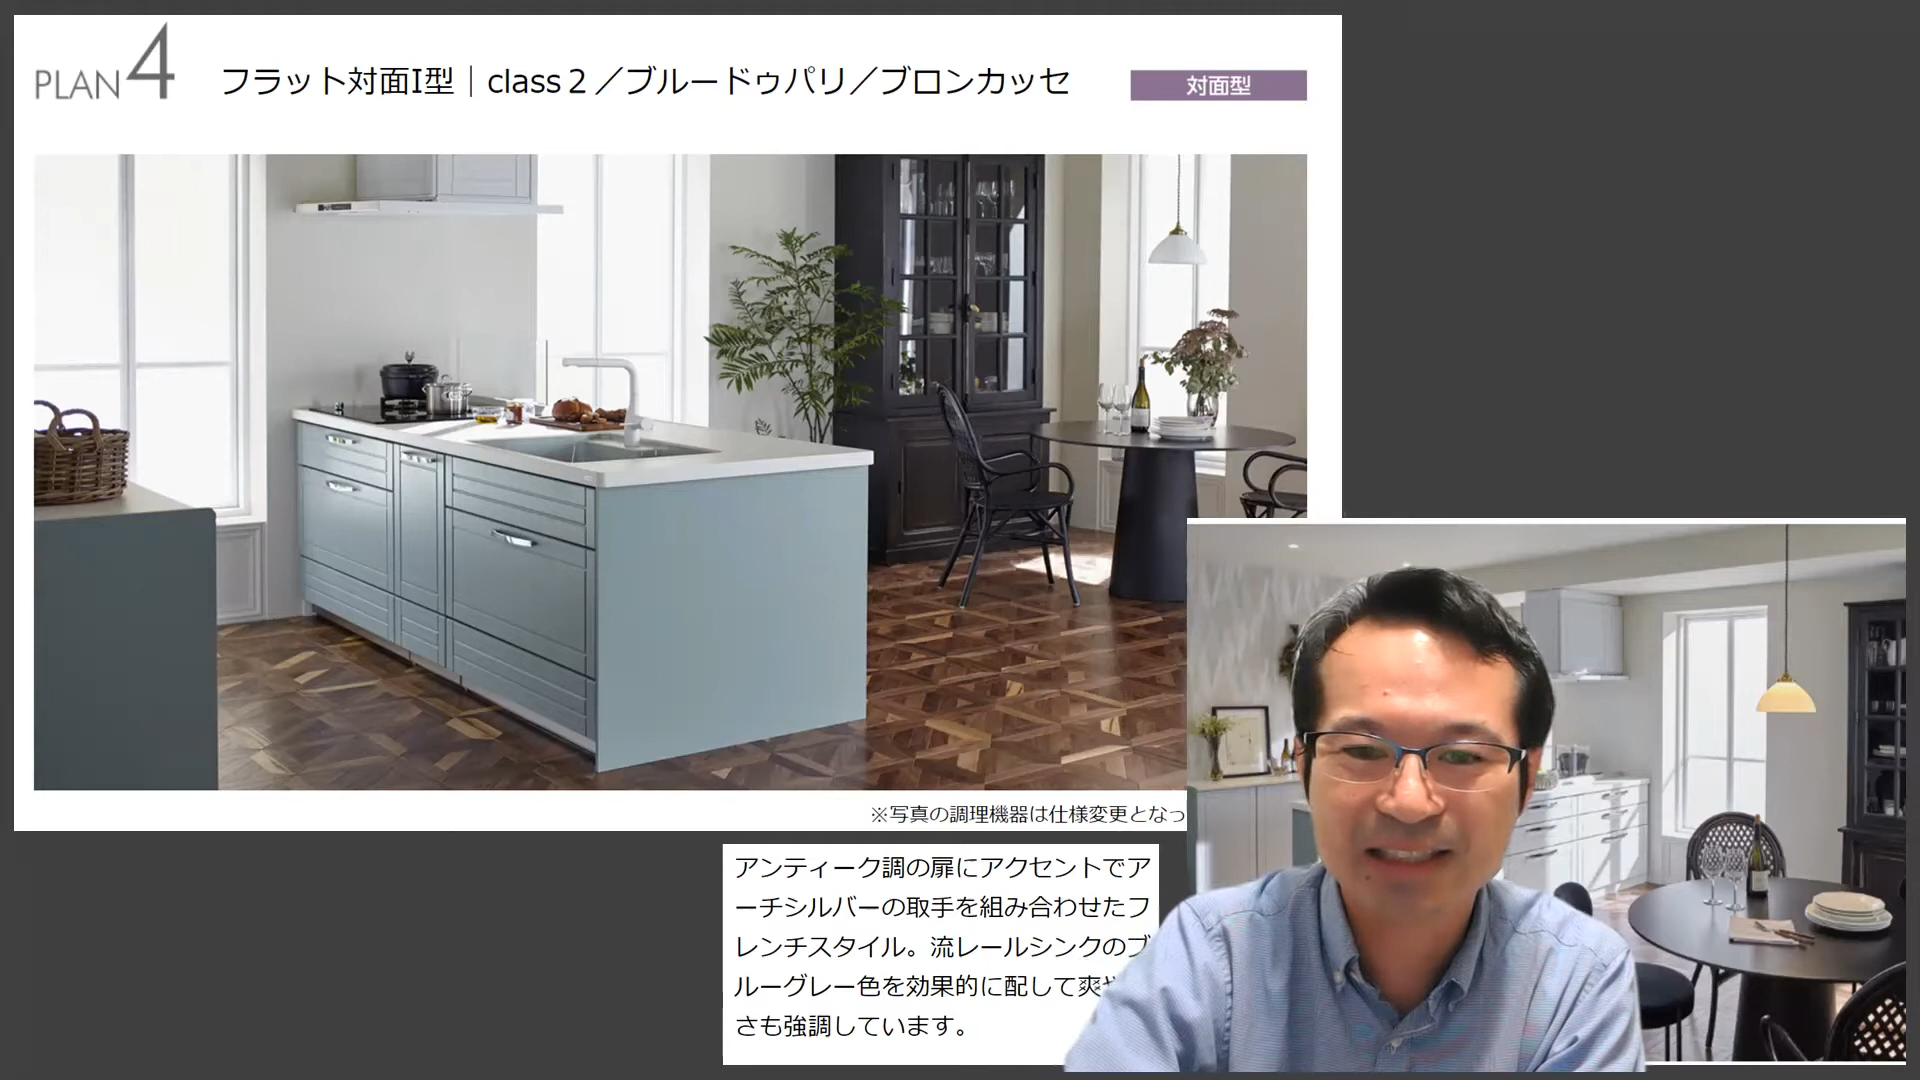 PLAN4 フラット対面I型｜class２／ブルードゥパリ／ブロンカッセ
対面型
※写真の調理機器は仕様変更となっ
アンティーク調の扉にアクセントでア
ーチシルバーの取手を組み合わせたフ
レンチスタイル。流レールシンクのブ
ルーグレー色を効果的に配して爽や
さも強調しています。